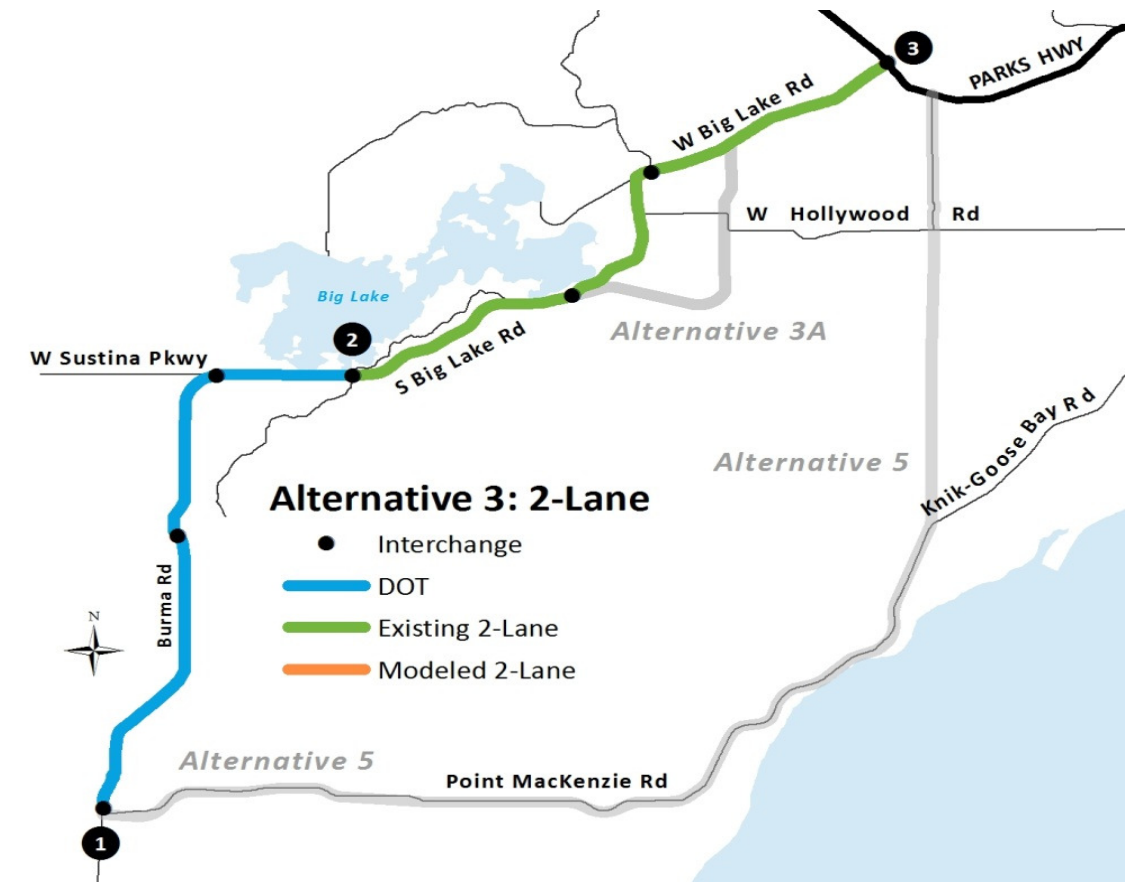 3
PARKS HWY
W Big Lake Rd
W Hollywood Rd
Big Lake
2
Alternative 3A
W Sustina Pkwy
S Big Lake Rd
Knik-Goose Bay Rd
Alternative 5
Alternative 3: 2-Lane
Interchange
DOT
Existing 2-Lane
Modeled 2-Lane
Burma Rd
N
Alternative 5
Point MacKenzie Rd
1